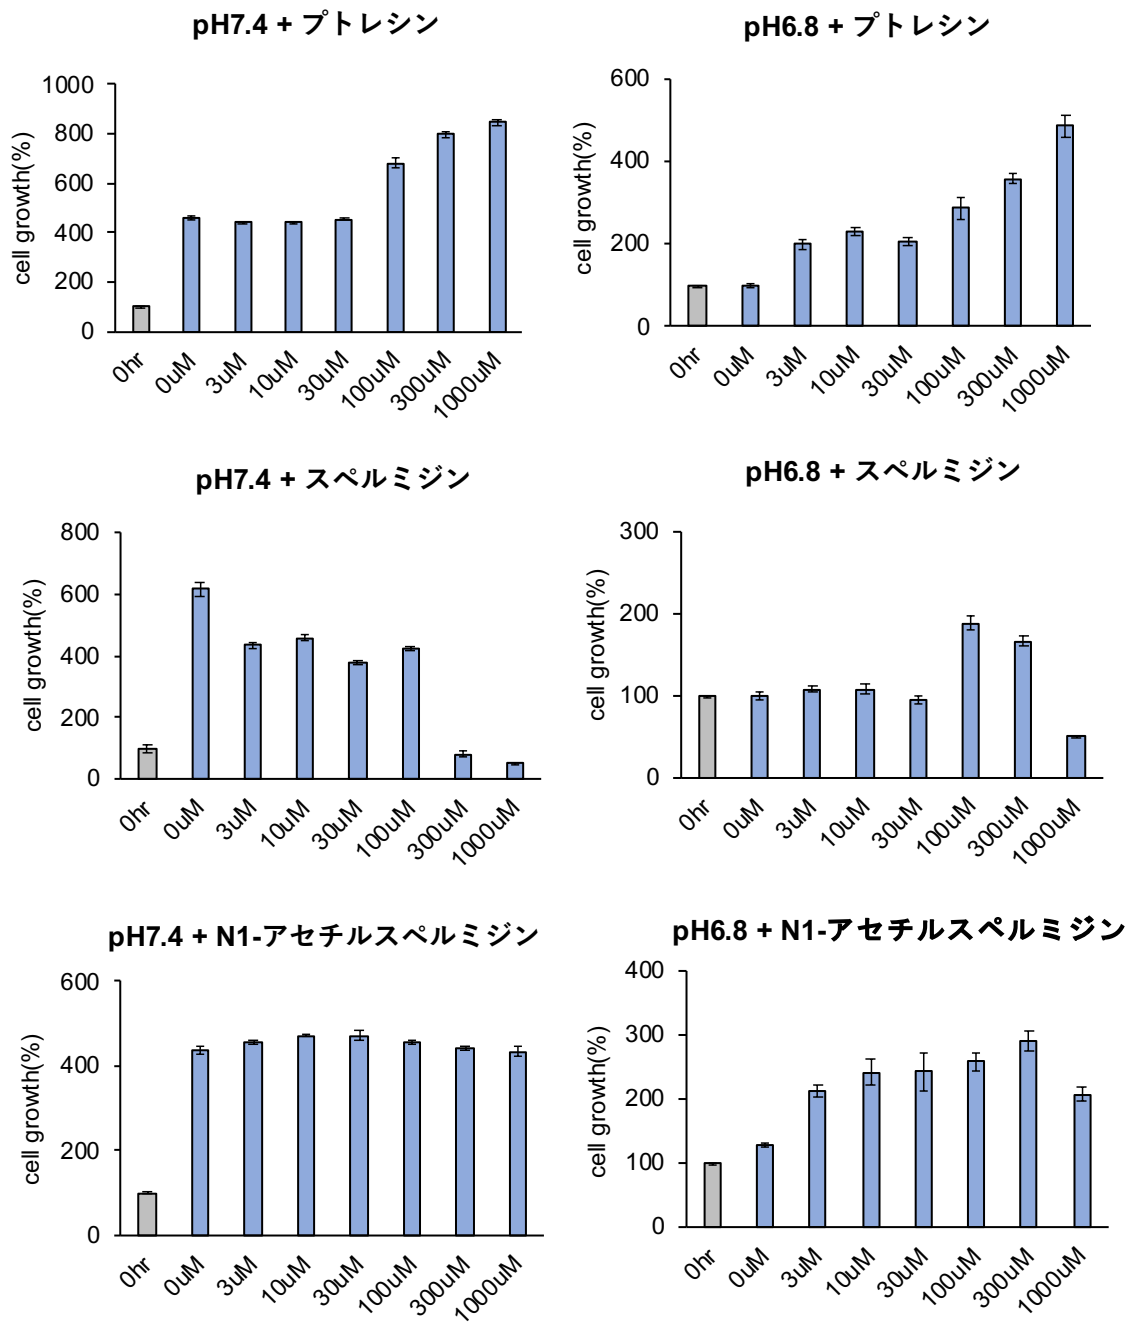 pH7.4 + プトレシン
cell growth(%)
1000
800
600
400
200
0
0hr 0uM 3uM 10uM 30uM 100uM 300uM 1000uM
pH6.8 + プトレシン
cell growth(%)
600
400
200
0
0hr 0uM 3uM 10uM 30uM 100uM 300uM 1000uM
pH7.4 + スペルミジン
cell growth(%)
800
600
400
200
0
0hr 0uM 3uM 10uM 30uM 100uM 300uM 1000uM
pH6.8 + スペルミジン
cell growth(%)
300
200
100
0
0hr 0uM 3uM 10uM 30uM 100uM 300uM 1000uM
pH7.4 + N1-アセチルスペルミジン
cell growth(%)
600
400
200
0
0hr 0uM 3uM 10uM 30uM 100uM 300uM 1000uM
pH6.8 + N1-アセチルスペルミジン
cell growth(%)
400
300
200
100
0
0hr 0uM 3uM 10uM 30uM 100uM 300uM 1000uM